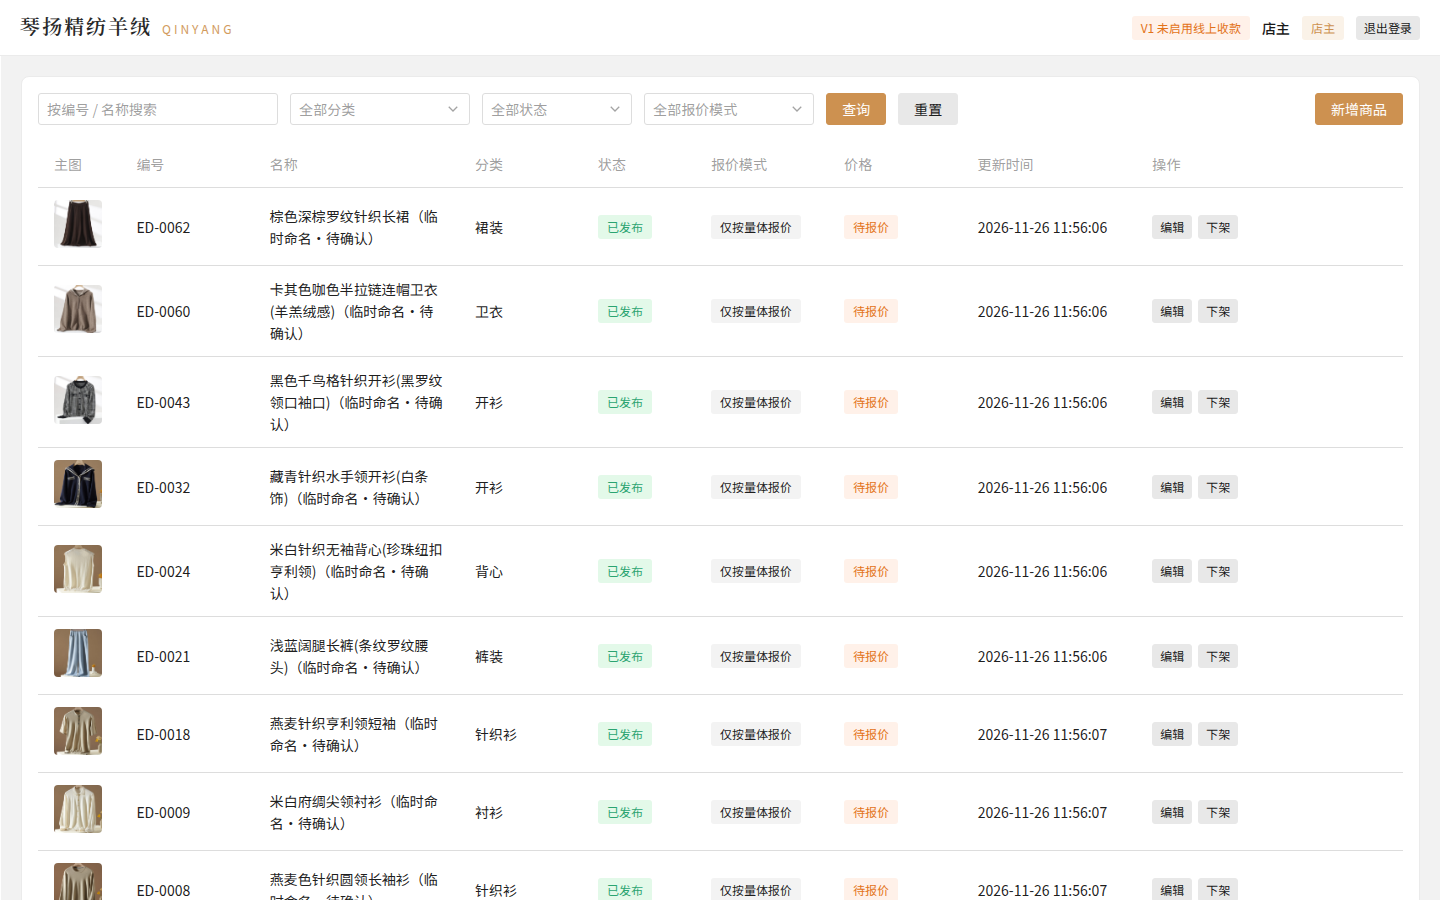 琴扬精纺羊绒 QINYANG
V1 未启用线上收款 店主 店主 退出登录
按编号 / 名称搜索 全部分类 全部状态 全部报价模式 查询 重置 新增商品
主图 编号 名称 分类 状态 报价模式 价格 更新时间 操作
ED-0062 棕色深棕罗纹针织长裙（临
时命名・待确认） 裙装 已发布 仅按量体报价 待报价 2026-11-26 11:56:06 编辑 下架
卡其色咖色半拉链连帽卫衣
ED-0060 (羊羔绒感)（临时命名・待 卫衣 已发布 仅按量体报价 待报价 2026-11-26 11:56:06 编辑 下架
确认）
黑色千鸟格针织开衫(黑罗纹
ED-0043 领口袖口)（临时命名・待确 开衫 已发布 仅按量体报价 待报价 2026-11-26 11:56:06 编辑 下架
认）
ED-0032 藏青针织水手领开衫(白条
饰)（临时命名・待确认） 开衫 已发布 仅按量体报价 待报价 2026-11-26 11:56:06 编辑 下架
米白针织无袖背心(珍珠纽扣
ED-0024 亨利领)（临时命名・待确 背心 已发布 仅按量体报价 待报价 2026-11-26 11:56:06 编辑 下架
认）
ED-0021 浅蓝阔腿长裤(条纹罗纹腰
头)（临时命名・待确认） 裤装 已发布 仅按量体报价 待报价 2026-11-26 11:56:06 编辑 下架
ED-0018 燕麦针织亨利领短袖（临时
命名・待确认） 针织衫 已发布 仅按量体报价 待报价 2026-11-26 11:56:07 编辑 下架
ED-0009 米白府绸尖领衬衫（临时命
名・待确认） 衬衫 已发布 仅按量体报价 待报价 2026-11-26 11:56:07 编辑 下架
ED-0008 燕麦色针织圆领长袖衫（临
时命名・待确认） 针织衫 已发布 仅按量体报价 待报价 2026-11-26 11:56:07 编辑 下架